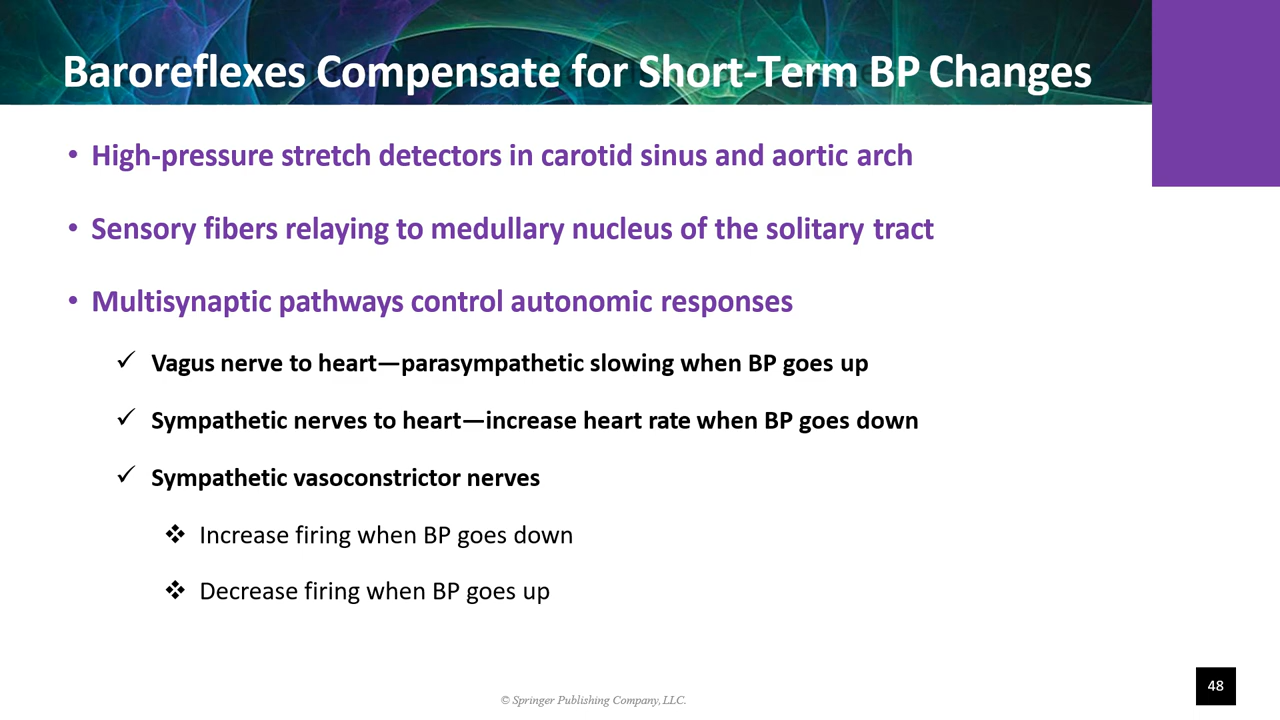 Baroreflexes Compensate for Short-Term BP Changes
• High-pressure stretch detectors in carotid sinus and aortic arch
• Sensory fibers relaying to medullary nucleus of the solitary tract
• Multisynaptic pathways control autonomic responses
✓ Vagus nerve to heart—parasympathetic slowing when BP goes up
✓ Sympathetic nerves to heart—increase heart rate when BP goes down
✓ Sympathetic vasoconstrictor nerves
❖ Increase firing when BP goes down
❖ Decrease firing when BP goes up
© Springer Publishing Company, LLC.
48